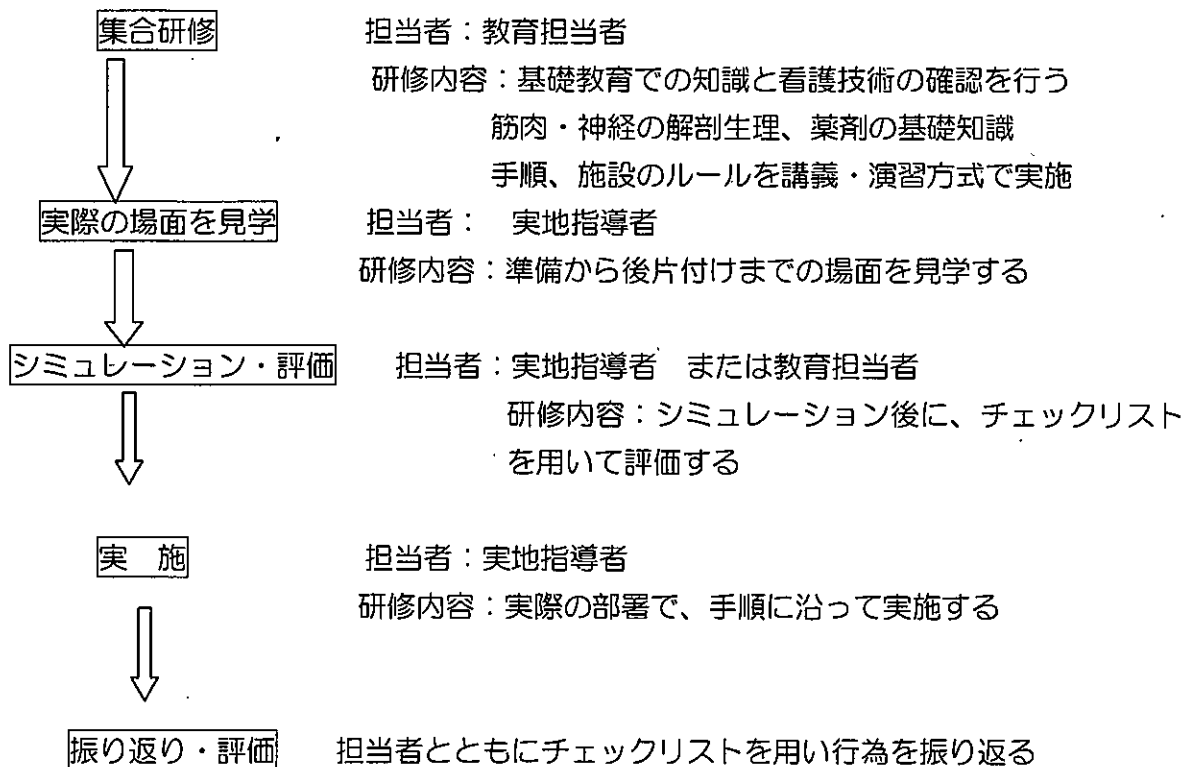 集合研修 担当者：教育担当者
研修内容：基礎教育での知識と看護技術の確認を行う
筋肉・神経の解剖生理、薬剤の基礎知識
手順、施設のルールを講義・演習方式で実施
実際の場面を見学 担当者： 実地指導者
研修内容：準備から後片付けまでの場面を見学する
シミュレーション・評価 担当者：実地指導者 または教育担当者
研修内容：シミュレーション後に、チェックリスト
を用いて評価する
実 施 担当者：実地指導者
研修内容：実際の部署で、手順に沿って実施する
振り返り・評価 担当者とともにチェックリストを用い行為を振り返る